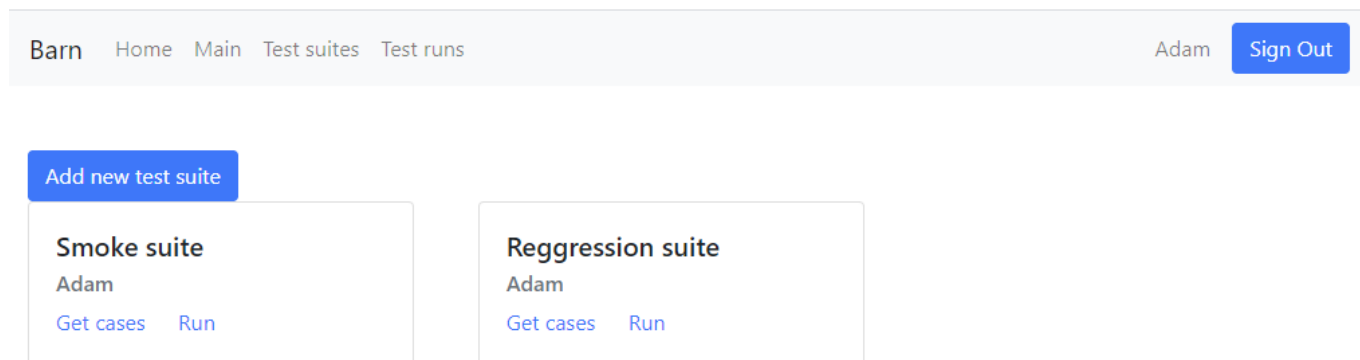 Barn Home Main Test suites Test runs Adam Sign Out
Add new test suite
Smoke suite
Adam
Get cases Run
Reggression suite
Adam
Get cases Run